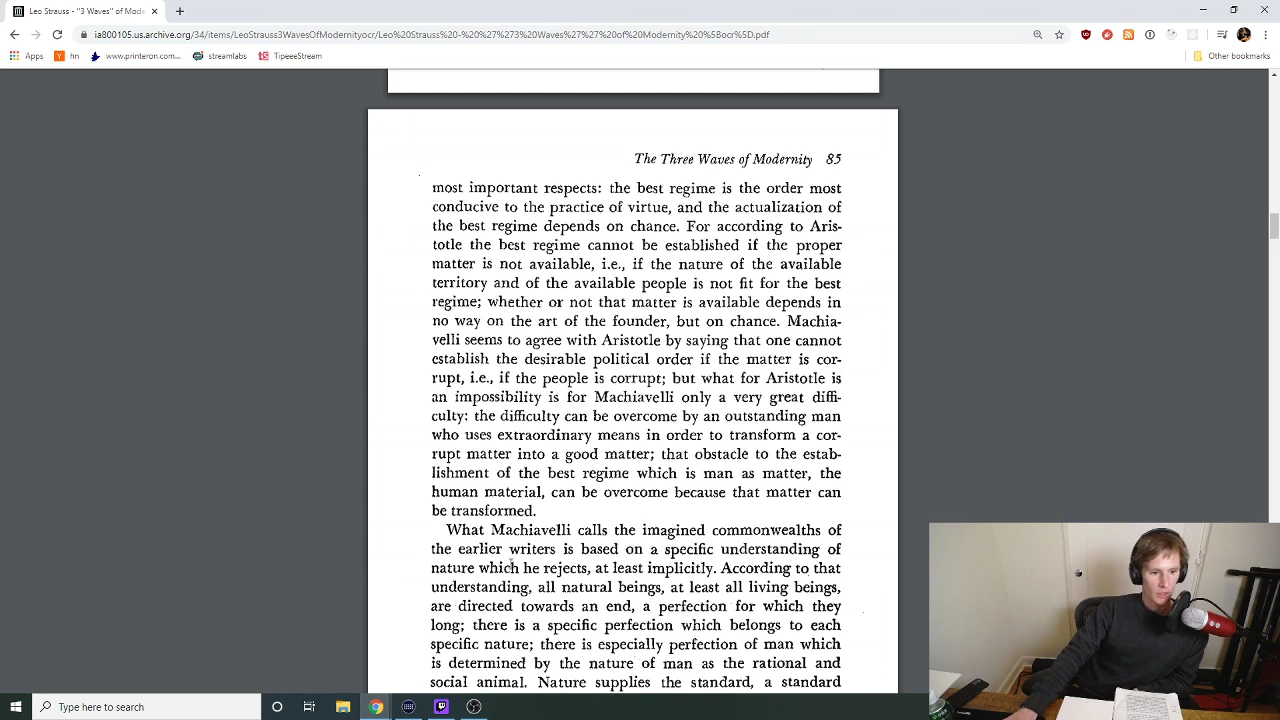 Leo Strauss - "3 Waves" of Mode
ia800105.us.archive.org/34/items/LeoStrauss3WavesOfModernityocr/Leo%20Strauss%20-%20%27%273%20Waves%27%27%20of%20Modernity%20%5Bocr%5D.pdf
Apps
hn
www.printeron.com...
streamlabs
TipeeeStream
Other bookmarks
The Three Waves of Modernity 85
most important respects: the best regime is the order most
conducive to the practice of virtue, and the actualization of
the best regime depends on chance. For according to Aris-
totle the best regime cannot be established if the proper
matter is not available, i.e., if the nature of the available
territory and of the available people is not fit for the best
regime; whether or not that matter is available depends in
no way on the art of the founder, but on chance. Machia-
velli seems to agree with Aristotle by saying that one cannot
establish the desirable political order if the matter is cor-
rupt, i.e., if the people is corrupt; but what for Aristotle is
an impossibility is for Machiavelli only a very great diffi-
culty: the difficulty can be overcome by an outstanding man
who uses extraordinary means in order to transform a cor-
rupt matter into a good matter; that obstacle to the estab-
lishment of the best regime which is man as matter, the
human material, can be overcome because that matter can
be transformed.
What Machiavelli calls the imagined commonwealths of
the earlier writers is based on a specific understanding of
nature which he rejects, at least implicitly. According to that
understanding, all natural beings, at least all living beings,
are directed towards an end, a perfection for which they
long; there is a specific perfection which belongs to each
specific nature; there is especially perfection of man which
is determined by the nature of man as the rational and
social animal. Nature supplies the standard, a standard
Type here to search